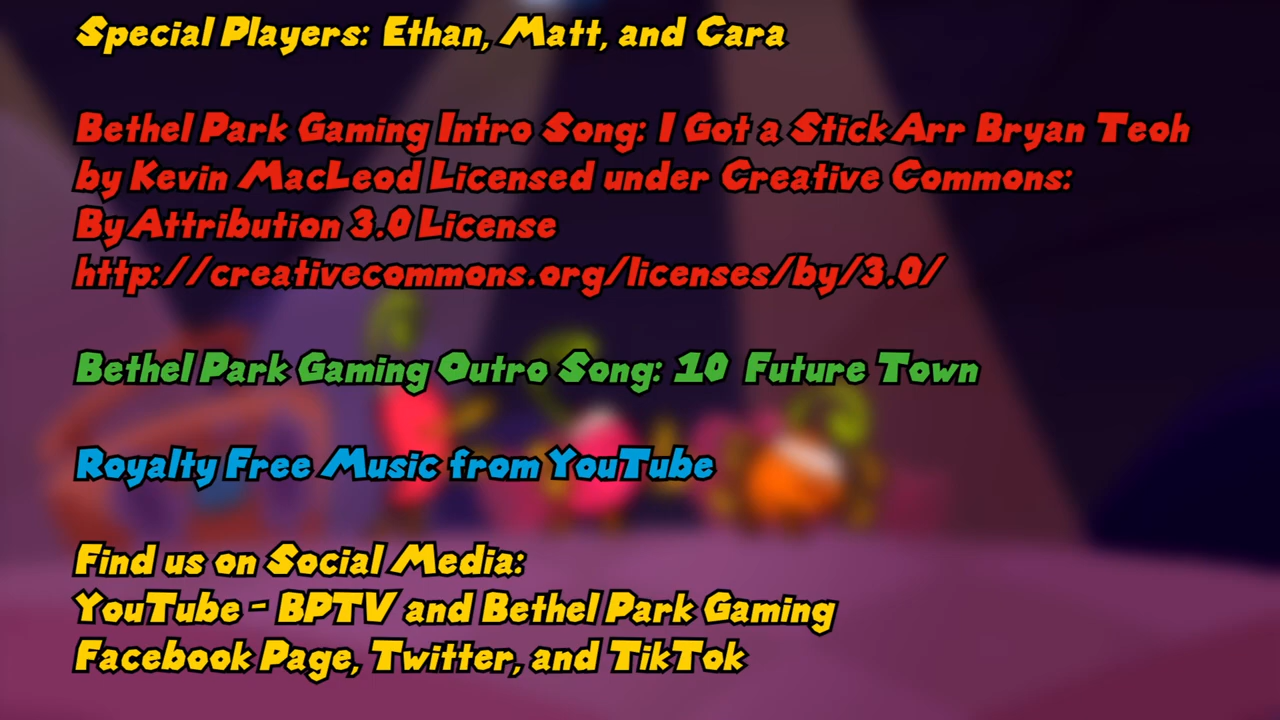 Special Players: Ethan, Matt, and Cara
Bethel Park Gaming Intro Song: I Got a Stick Arr Bryan Teoh
by Kevin MacLeod Licensed under Creative Commons:
By Attribution 3.0 License
http://creativecommons.org/licenses/by/3.0/
Bethel Park Gaming Outro Song: 10 Future Town
Royalty Free Music from YouTube
Find us on Social Media:
YouTube - BPTV and Bethel Park Gaming
Facebook Page, Twitter, and TikTok